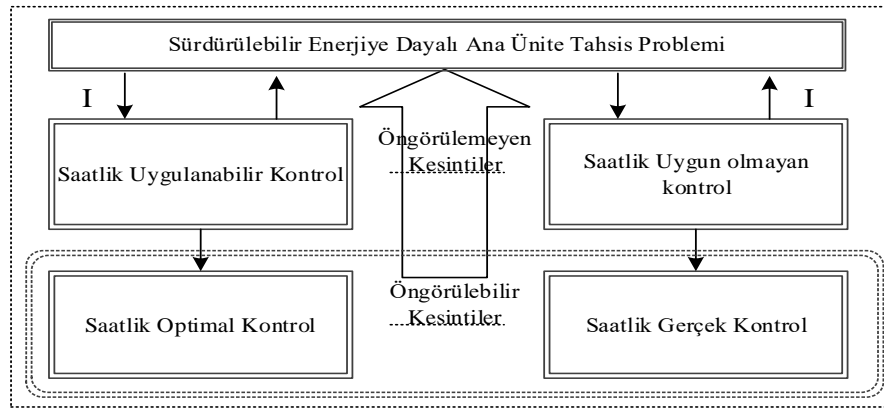 Sürdürülebilir Enerjiye Dayalı Ana Ünite Tahsis Problemi
I
I
Öngörülemeyen
Kesintiler
Saatlik Uygulanabilir Kontrol
Saatlik Uygun olmayan
kontrol
Öngörülebilir
Kesintiler
Saatlik Optimal Kontrol
Saatlik Gerçek Kontrol